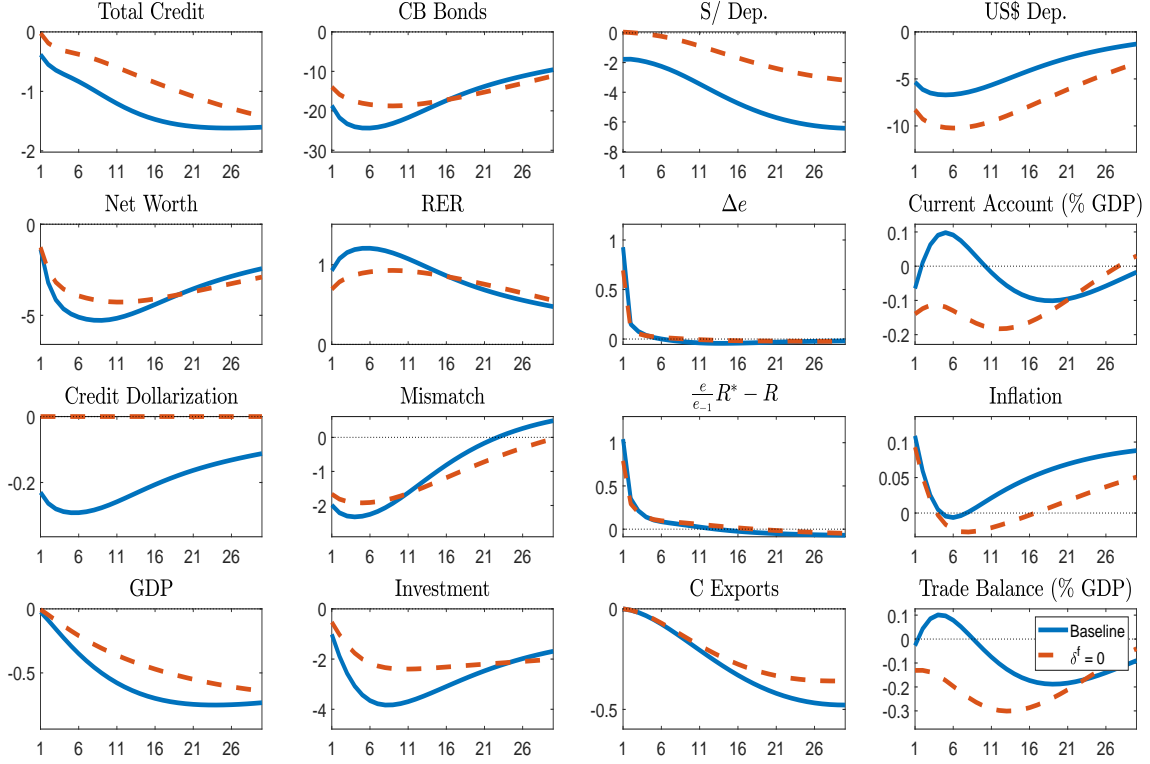 Total Credit CB Bonds S/ Dep. US$ Dep.
0 0 0 0
-1 -10 -2 -5
-2 -20 -4 -10
-30 -6
-8
1 6 11 16 21 26 1 6 11 16 21 26 1 6 11 16 21 26 1 6 11 16 21 26
Net Worth RER Δe Current Account (% GDP)
0 1 1 0.1
-5 0 0.5 0
0 -0.1
-0.2
1 6 11 16 21 26 1 6 11 16 21 26 1 6 11 16 21 26 1 6 11 16 21 26
Credit Dollarization Mismatch e/e₋₁ R* − R Inflation
0 0 1 0.1
-0.2 -1 0.5 0.05
-2 0 0
1 6 11 16 21 26 1 6 11 16 21 26 1 6 11 16 21 26 1 6 11 16 21 26
GDP Investment C Exports Trade Balance (% GDP)
0 0 0 0.1
-0.5 -2 -0.5 0
-4 -0.1
-0.2
-0.3
Baseline
δᶠ = 0
1 6 11 16 21 26 1 6 11 16 21 26 1 6 11 16 21 26 1 6 11 16 21 26